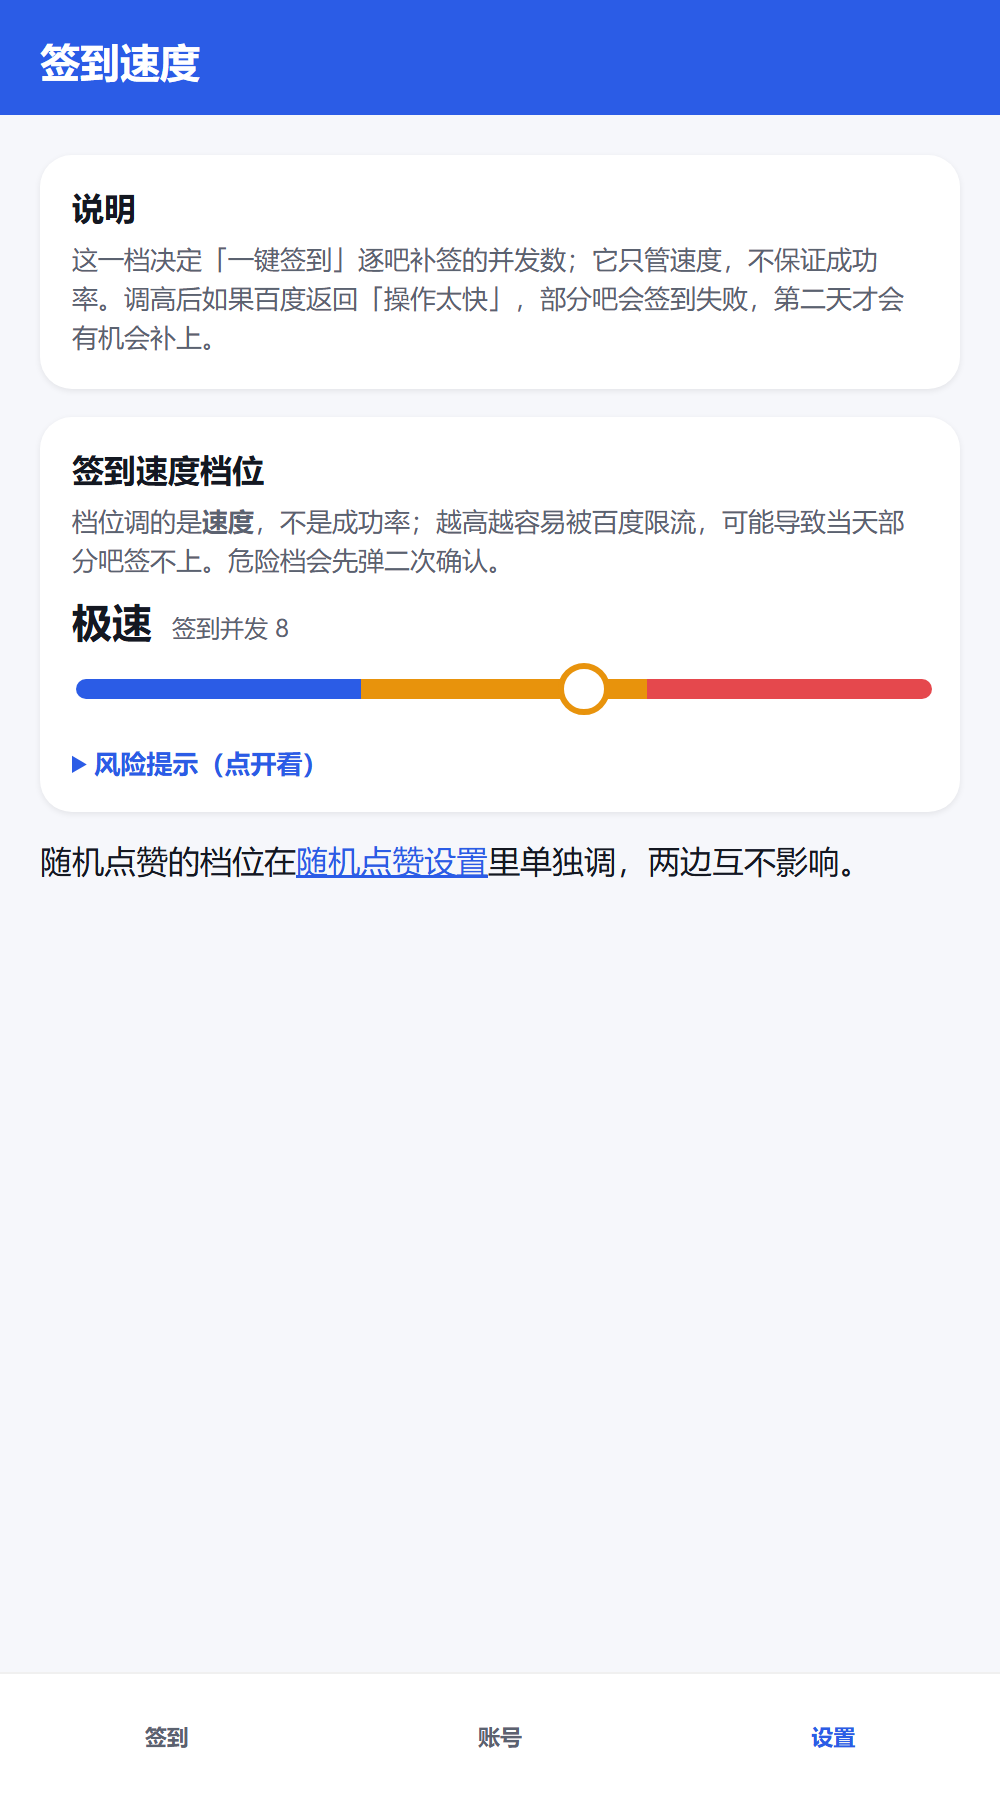 签到速度
说明
这一档决定「一键签到」逐吧补签的并发数；它只管速度，不保证成功
率。调高后如果百度返回「操作太快」，部分吧会签到失败，第二天才会
有机会补上。
签到速度档位
档位调的是速度，不是成功率；越高越容易被百度限流，可能导致当天部
分吧签不上。危险档会先弹二次确认。
极速 签到并发 8
▶ 风险提示（点开看）
随机点赞的档位在随机点赞设置里单独调，两边互不影响。
签到 账号 设置